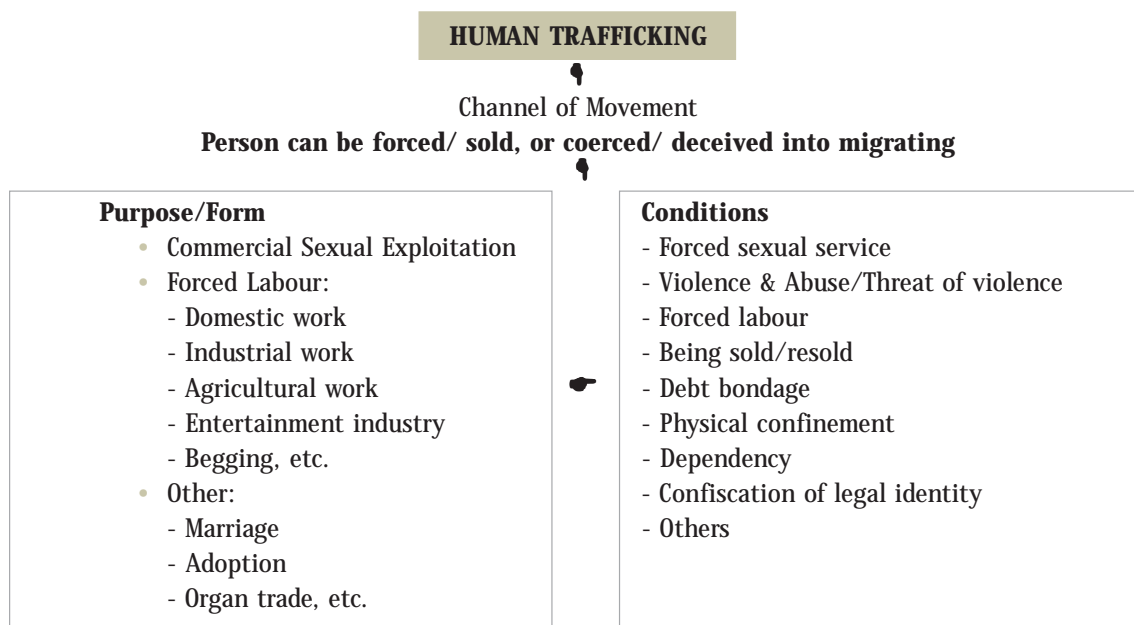 HUMAN TRAFFICKING
Channel of Movement
Person can be forced/ sold, or coerced/ deceived into migrating
Purpose/Form
• Commercial Sexual Exploitation
• Forced Labour:
- Domestic work
- Industrial work
- Agricultural work
- Entertainment industry
- Begging, etc.
• Other:
- Marriage
- Adoption
- Organ trade, etc.
Conditions
- Forced sexual service
- Violence & Abuse/Threat of violence
- Forced labour
- Being sold/resold
- Debt bondage
- Physical confinement
- Dependency
- Confiscation of legal identity
- Others